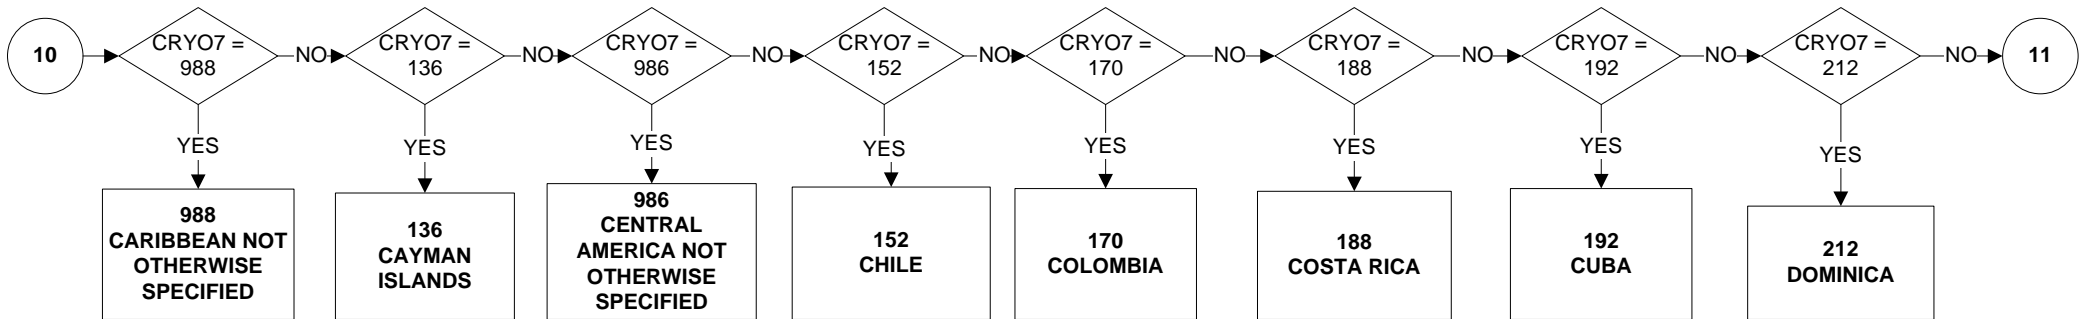 10
CRYO7 =
988
NO
CRYO7 =
136
NO
CRYO7 =
986
NO
CRYO7 =
152
NO
CRYO7 =
170
NO
CRYO7 =
188
NO
CRYO7 =
192
NO
CRYO7 =
212
NO
11
YES
YES
YES
YES
YES
YES
YES
YES
988
CARIBBEAN NOT
OTHERWISE
SPECIFIED
136
CAYMAN
ISLANDS
986
CENTRAL
AMERICA NOT
OTHERWISE
SPECIFIED
152
CHILE
170
COLOMBIA
188
COSTA RICA
192
CUBA
212
DOMINICA